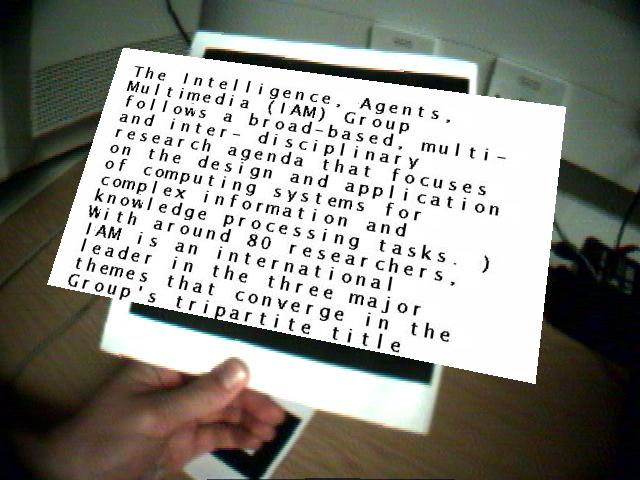 The Intelligence, Agents,
Multimedia (IAM) Group
follows a broad-based, multi-
and inter- disciplinary
research agenda that focuses
on the design and application
of computing systems for
complex information and
knowledge processing tasks. )
With around 80 researchers,
IAM is an international
leader in the three major
themes that converge in the
Group's tripartite title